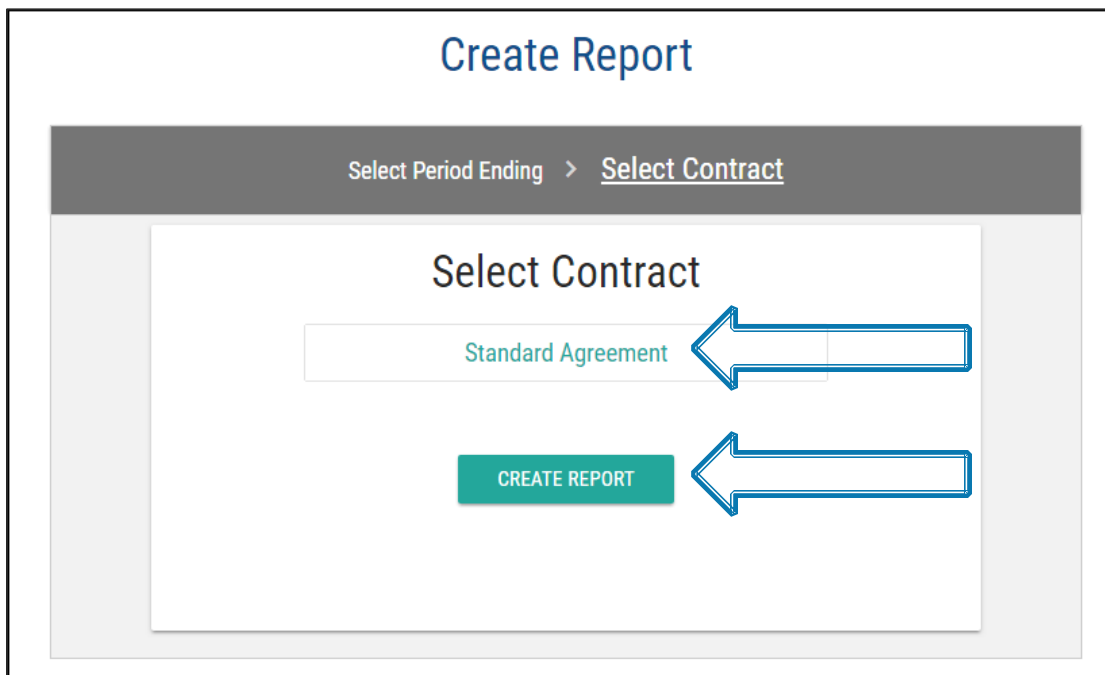 Create Report
Select Period Ending > Select Contract
Select Contract
Standard Agreement
CREATE REPORT